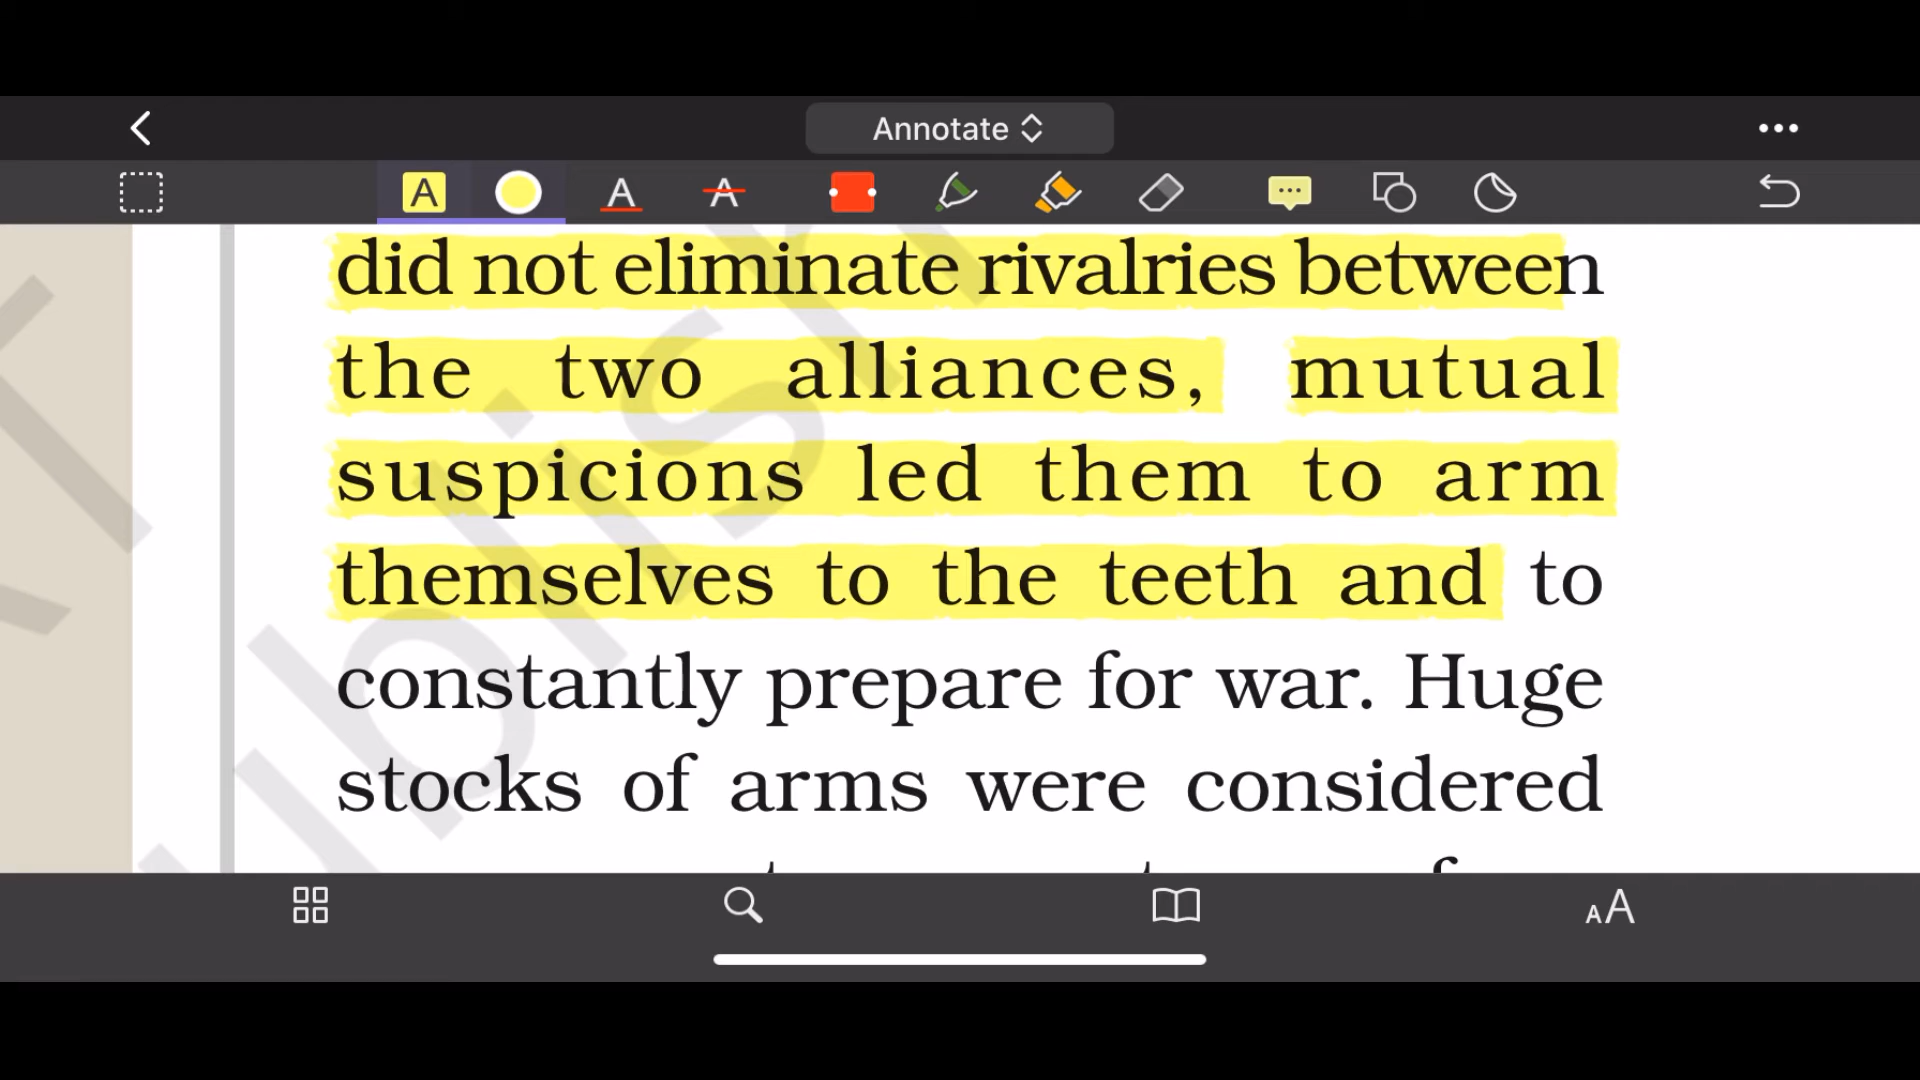 Annotate
A A A
did not eliminate rivalries between
the two alliances, mutual
suspicions led them to arm
themselves to the teeth and to
constantly prepare for war. Huge
stocks of arms were considered
AA